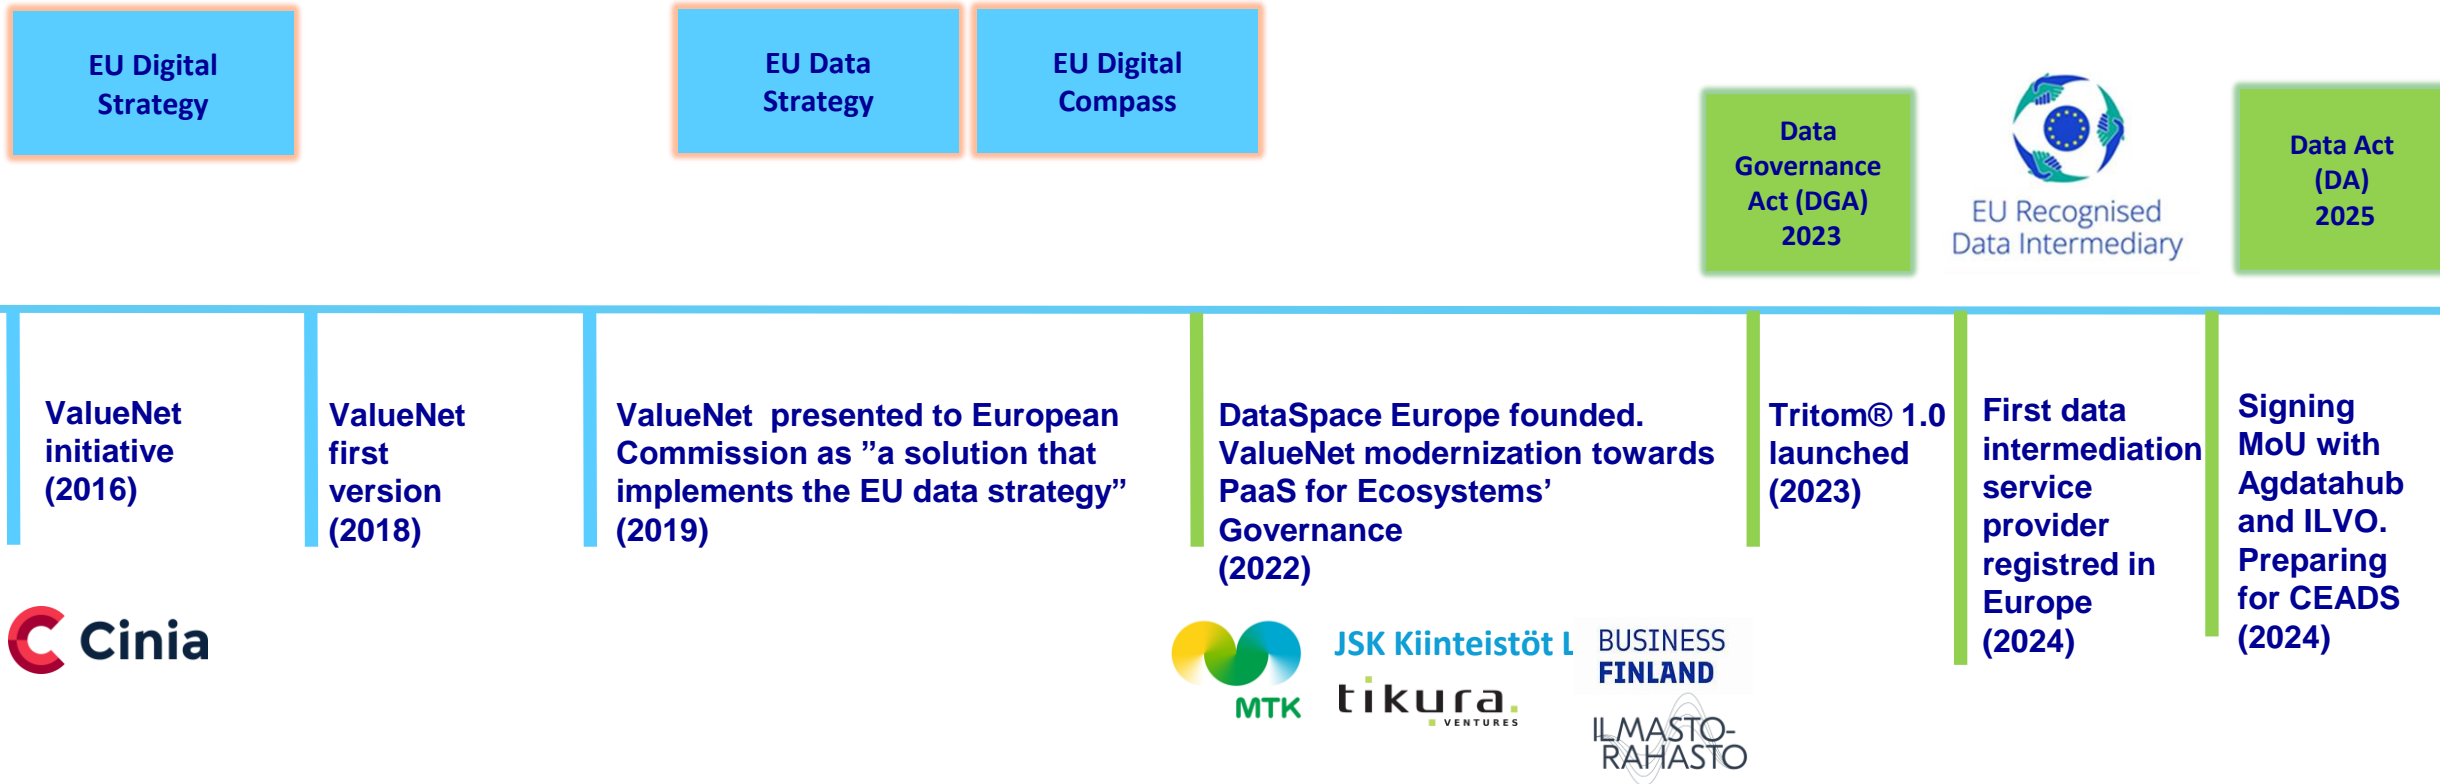 EU Digital
Strategy
EU Data
Strategy
EU Digital
Compass
Data
Governance
Act (DGA)
2023
EU Recognised
Data Intermediary
Data Act
(DA)
2025
ValueNet
initiative
(2016)
ValueNet
first
version
(2018)
ValueNet  presented to European
Commission as ”a solution that
implements the EU data strategy”
(2019)
DataSpace Europe founded.
ValueNet modernization towards
PaaS for Ecosystems’
Governance
(2022)
Tritom® 1.0
launched
(2023)
First data
intermediation
service
provider
registred in
Europe
(2024)
Signing
MoU with
Agdatahub
and ILVO.
Preparing
for CEADS
(2024)
Cinia
MTK
JSK Kiinteistöt L
tikura.
VENTURES
BUSINESS
FINLAND
ILMASTO-
RAHASTO